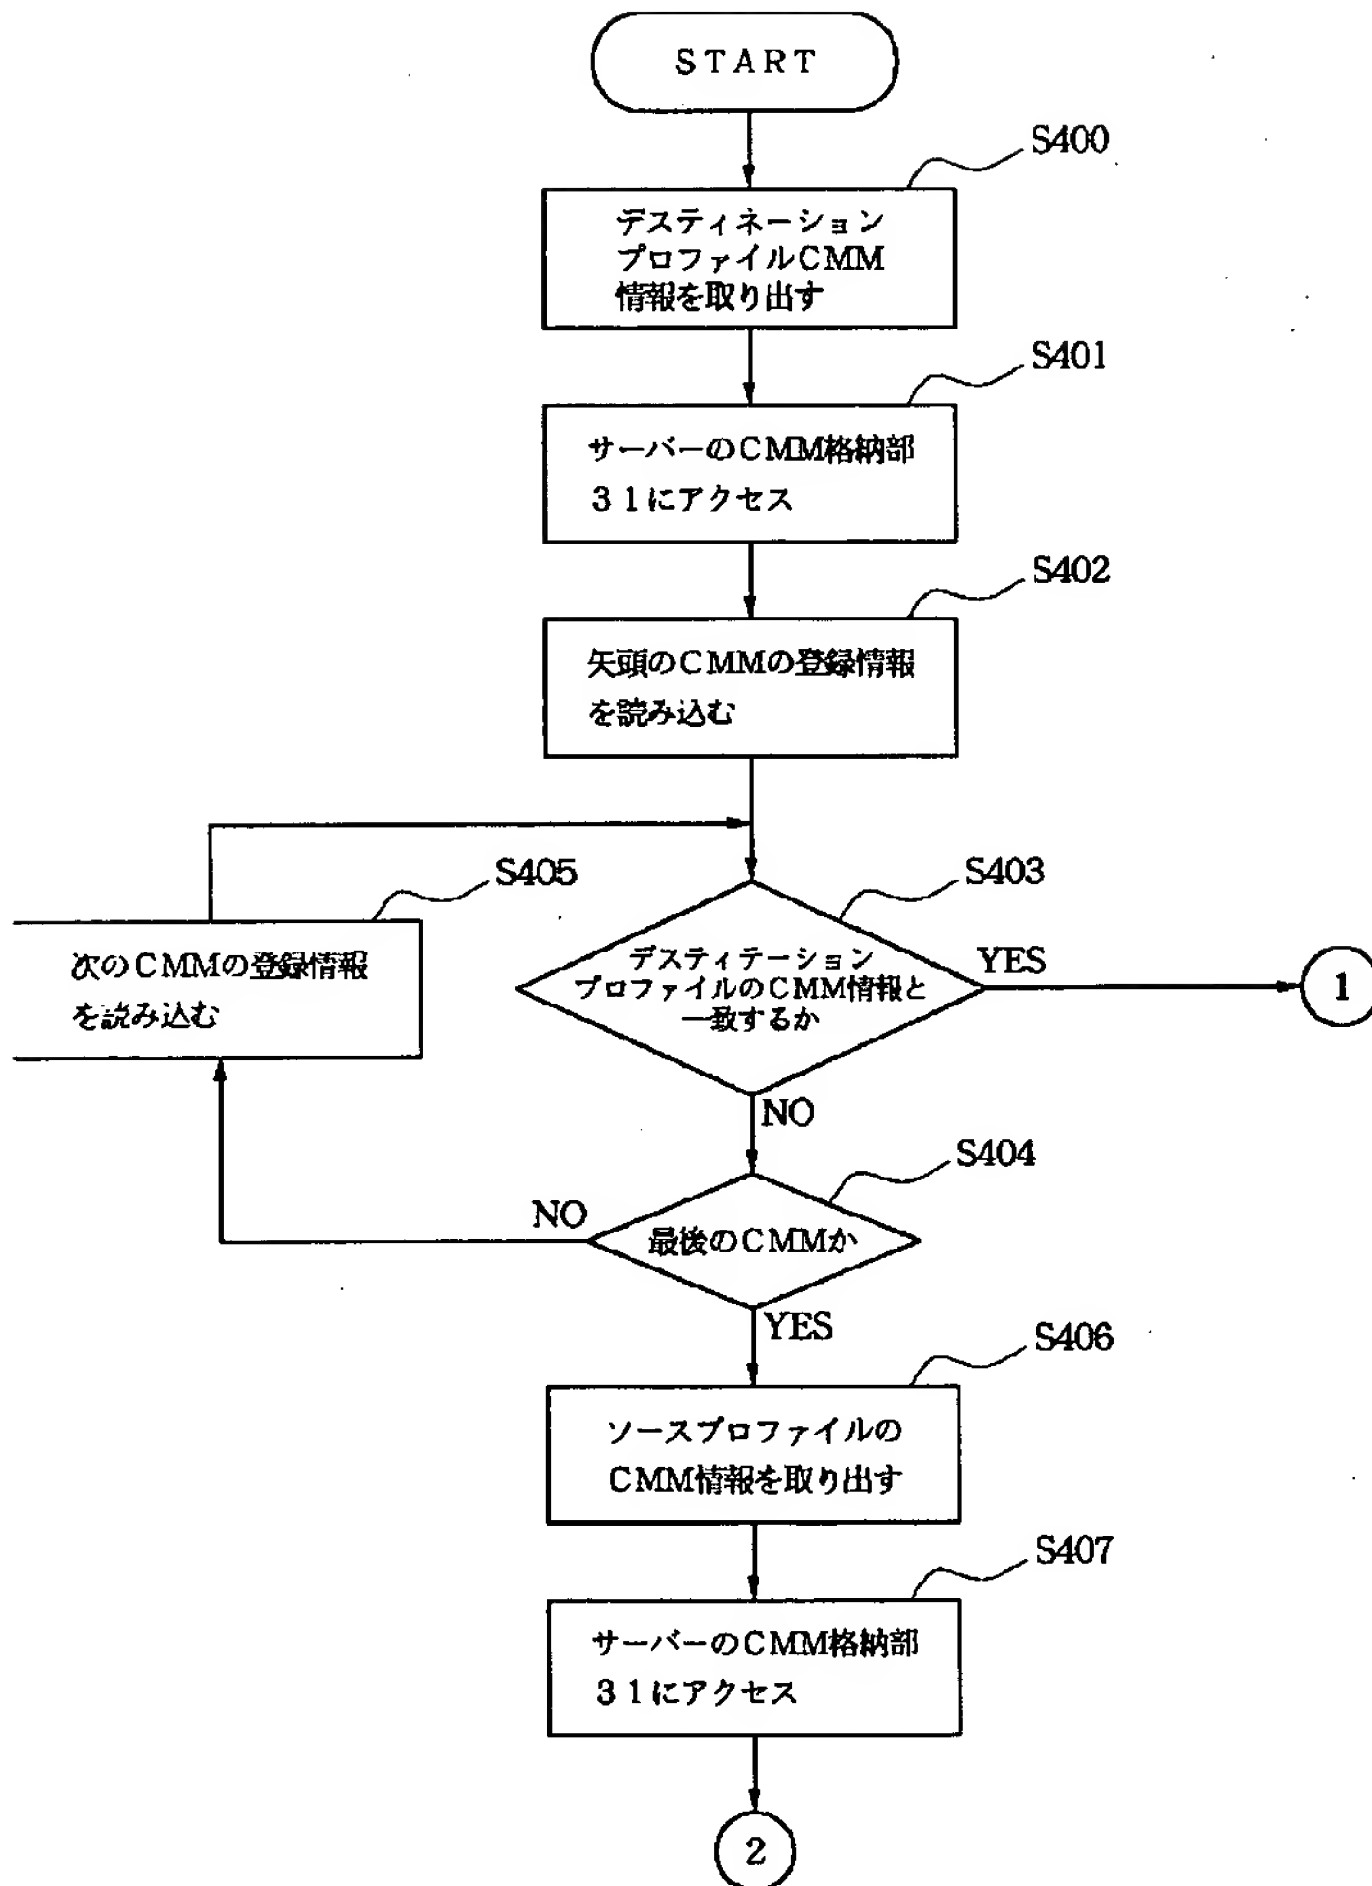 START
S400
デスティネーション
プロファイルCMM
情報を取り出す
S401
サーバーのCMM格納部
31にアクセス
S402
矢頭のCMMの登録情報
を読み込む
S405
次のCMMの登録情報
を読み込む
S403
デスティテーション
プロファイルのCMM情報と
一致するか
YES
1
NO
S404
最後のCMMか
NO
YES
S406
ソースプロファイルの
CMM情報を取り出す
S407
サーバーのCMM格納部
31にアクセス
2